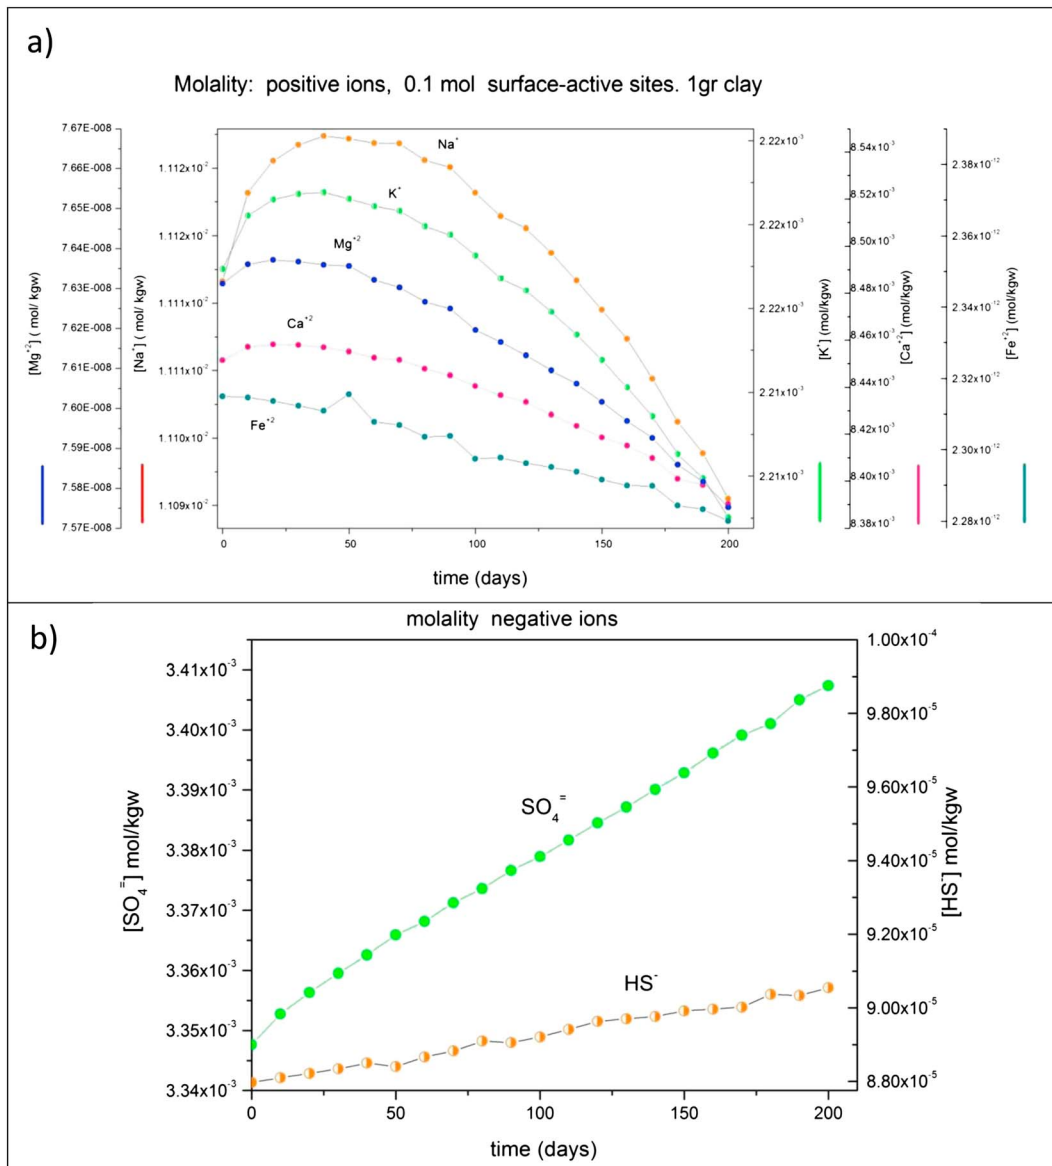 a)
Molality: positive ions, 0.1 mol surface-active sites. 1gr clay
[Mg⁺²] ( mol/ kgw)
7.67E-008
7.66E-008
7.65E-008
7.64E-008
7.63E-008
7.62E-008
7.61E-008
7.60E-008
7.59E-008
7.58E-008
7.57E-008
[Na⁺] ( mol/ kgw)
1.112x10⁻²
1.112x10⁻²
1.111x10⁻²
1.111x10⁻²
1.110x10⁻²
1.109x10⁻²
Na⁺
K⁺
Mg⁺²
Ca⁺²
Fe⁺²
[K⁺] (mol/kgw)
2.22x10⁻³
2.22x10⁻³
2.22x10⁻³
2.21x10⁻³
2.21x10⁻³
[Ca⁺²] (mol/kgw)
8.54x10⁻³
8.52x10⁻³
8.50x10⁻³
8.48x10⁻³
8.46x10⁻³
8.44x10⁻³
8.42x10⁻³
8.40x10⁻³
8.38x10⁻³
[Fe⁺²] (mol/kgw)
2.38x10⁻¹²
2.36x10⁻¹²
2.34x10⁻¹²
2.32x10⁻¹²
2.30x10⁻¹²
2.28x10⁻¹²
0 50 100 150 200
time (days)
b)
molality negative ions
[SO₄⁼] mol/kgw
3.41x10⁻³
3.40x10⁻³
3.39x10⁻³
3.38x10⁻³
3.37x10⁻³
3.36x10⁻³
3.35x10⁻³
3.34x10⁻³
SO₄⁼
HS⁻
[HS⁻] mol/kgw
1.00x10⁻⁴
9.80x10⁻⁵
9.60x10⁻⁵
9.40x10⁻⁵
9.20x10⁻⁵
9.00x10⁻⁵
8.80x10⁻⁵
0 50 100 150 200
time (days)